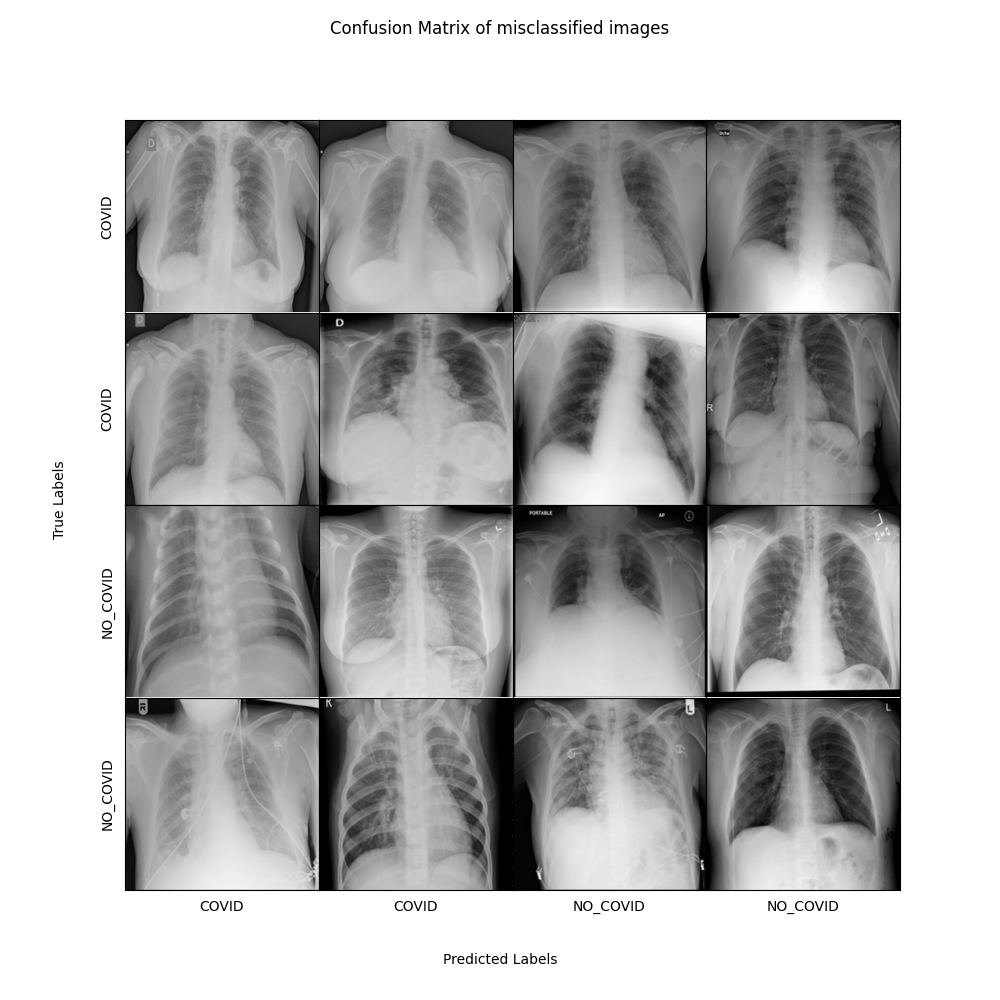 Confusion Matrix of misclassified images
COVID
D
COVID
D
R
True Labels
NO_COVID
PORTABLE
AP
NO_COVID
R
L
L
COVID
COVID
NO_COVID
NO_COVID
Predicted Labels